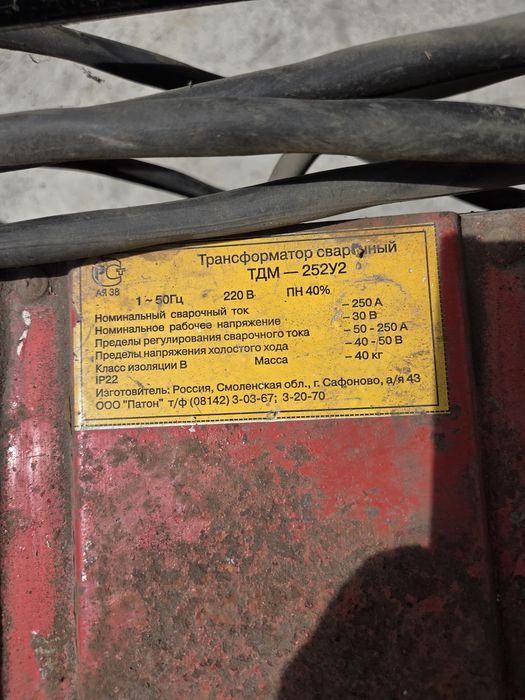 Трансформатор сварочный
ТДМ — 252У2
РСТ
АЯ 38
1 ~ 50Гц 220 В ПН 40%
Номинальный сварочный ток - 250 А
Номинальное рабочее напряжение - 30 В
Пределы регулирования сварочного тока - 50 - 250 А
Пределы напряжения холостого хода - 40 - 50 В
Класс изоляции В Масса - 40 кг
IP22
Изготовитель: Россия, Смоленская обл., г. Сафоново, а/я 43
ООО "Патон" т/ф (08142) 3-03-67; 3-20-70